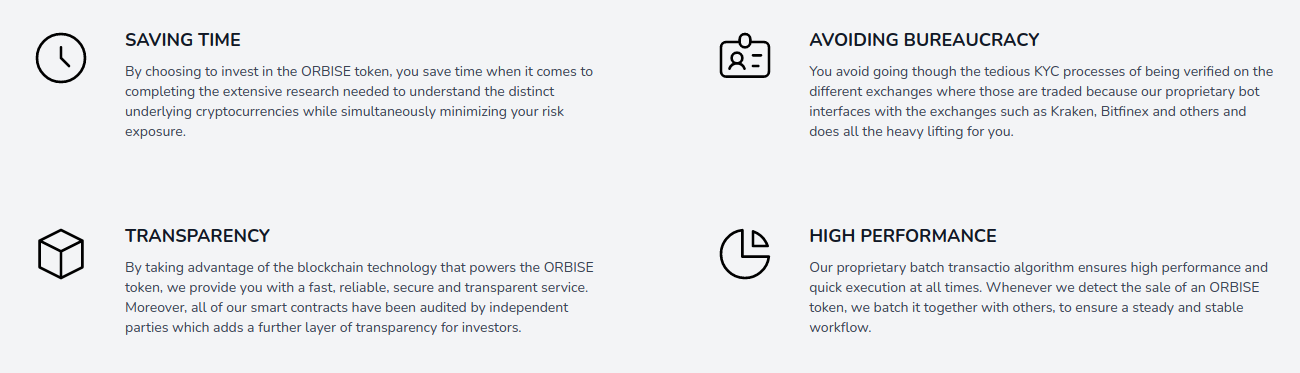 SAVING TIME
By choosing to invest in the ORBISE token, you save time when it comes to
completing the extensive research needed to understand the distinct
underlying cryptocurrencies while simultaneously minimizing your risk
exposure.
AVOIDING BUREAUCRACY
You avoid going though the tedious KYC processes of being verified on the
different exchanges where those are traded because our proprietary bot
interfaces with the exchanges such as Kraken, Bitfinex and others and
does all the heavy lifting for you.
TRANSPARENCY
By taking advantage of the blockchain technology that powers the ORBISE
token, we provide you with a fast, reliable, secure and transparent service.
Moreover, all of our smart contracts have been audited by independent
parties which adds a further layer of transparency for investors.
HIGH PERFORMANCE
Our proprietary batch transactio algorithm ensures high performance and
quick execution at all times. Whenever we detect the sale of an ORBISE
token, we batch it together with others, to ensure a steady and stable
workflow.